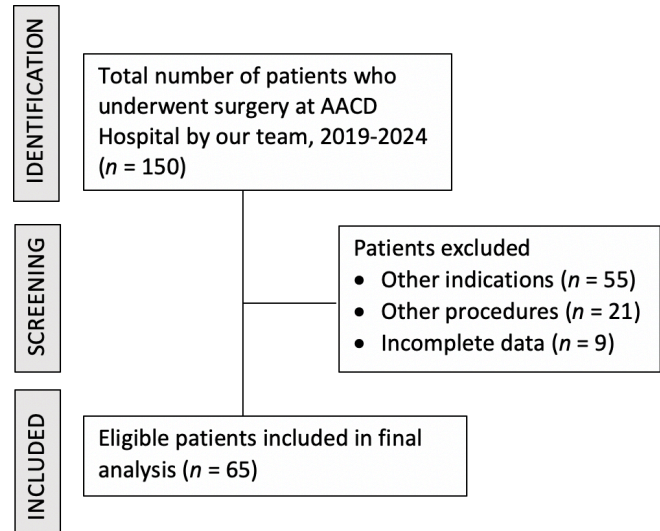 IDENTIFICATION
Total number of patients who
underwent surgery at AACD
Hospital by our team, 2019-2024
(n = 150)
SCREENING
Patients excluded
• Other indications (n = 55)
• Other procedures (n = 21)
• Incomplete data (n = 9)
INCLUDED
Eligible patients included in final
analysis (n = 65)